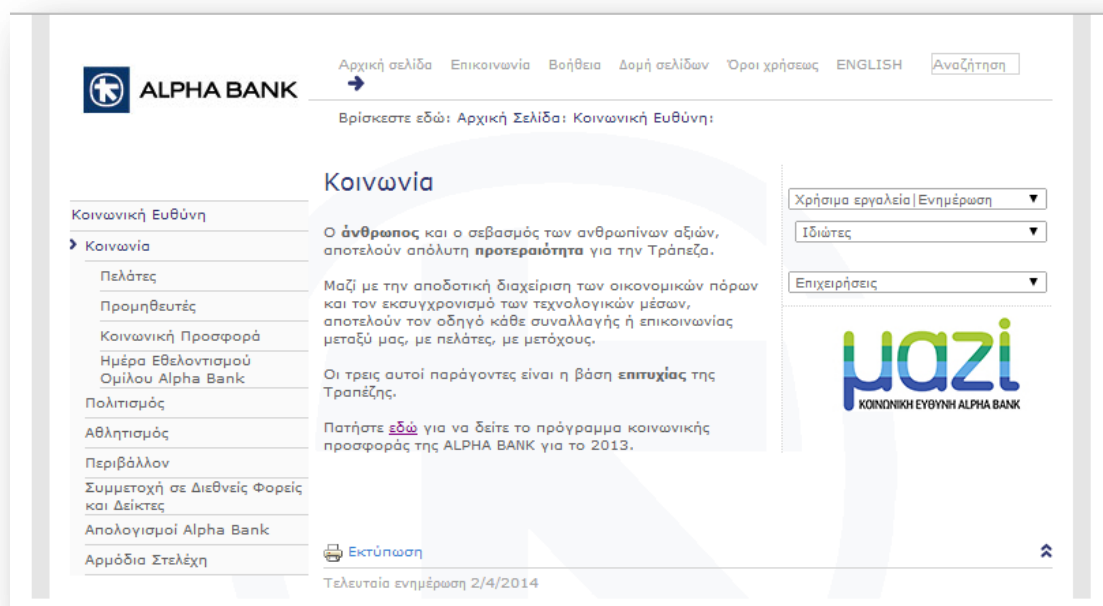 ALPHA BANK
Αρχική σελίδα Επικοινωνία Βοήθεια Δομή σελίδων Όροι χρήσεως ENGLISH Αναζήτηση
Βρίσκεστε εδώ: Αρχική Σελίδα: Κοινωνική Ευθύνη:
Κοινωνική Ευθύνη
Κοινωνία
Πελάτες
Προμηθευτές
Κοινωνική Προσφορά
Ημέρα Εθελοντισμού
Ομίλου Alpha Bank
Πολιτισμός
Αθλητισμός
Περιβάλλον
Συμμετοχή σε Διεθνείς Φορείς
και Δείκτες
Απολογισμοί Alpha Bank
Αρμόδια Στελέχη
Κοινωνία
Ο άνθρωπος και ο σεβασμός των ανθρωπίνων αξιών,
αποτελούν απόλυτη προτεραιότητα για την Τράπεζα.
Μαζί με την αποδοτική διαχείριση των οικονομικών πόρων
και τον εκσυγχρονισμό των τεχνολογικών μέσων,
αποτελούν τον οδηγό κάθε συναλλαγής ή επικοινωνίας
μεταξύ μας, με πελάτες, με μετόχους.
Οι τρεις αυτοί παράγοντες είναι η βάση επιτυχίας της
Τραπέζης.
Πατήστε εδώ για να δείτε το πρόγραμμα κοινωνικής
προσφοράς της ALPHA BANK για το 2013.
Εκτύπωση
Τελευταία ενημέρωση 2/4/2014
Χρήσιμα εργαλεία|Ενημέρωση
Ιδιώτες
Επιχειρήσεις
μαζί
ΚΟΙΝΩΝΙΚΗ ΕΥΘΥΝΗ ALPHA BANK